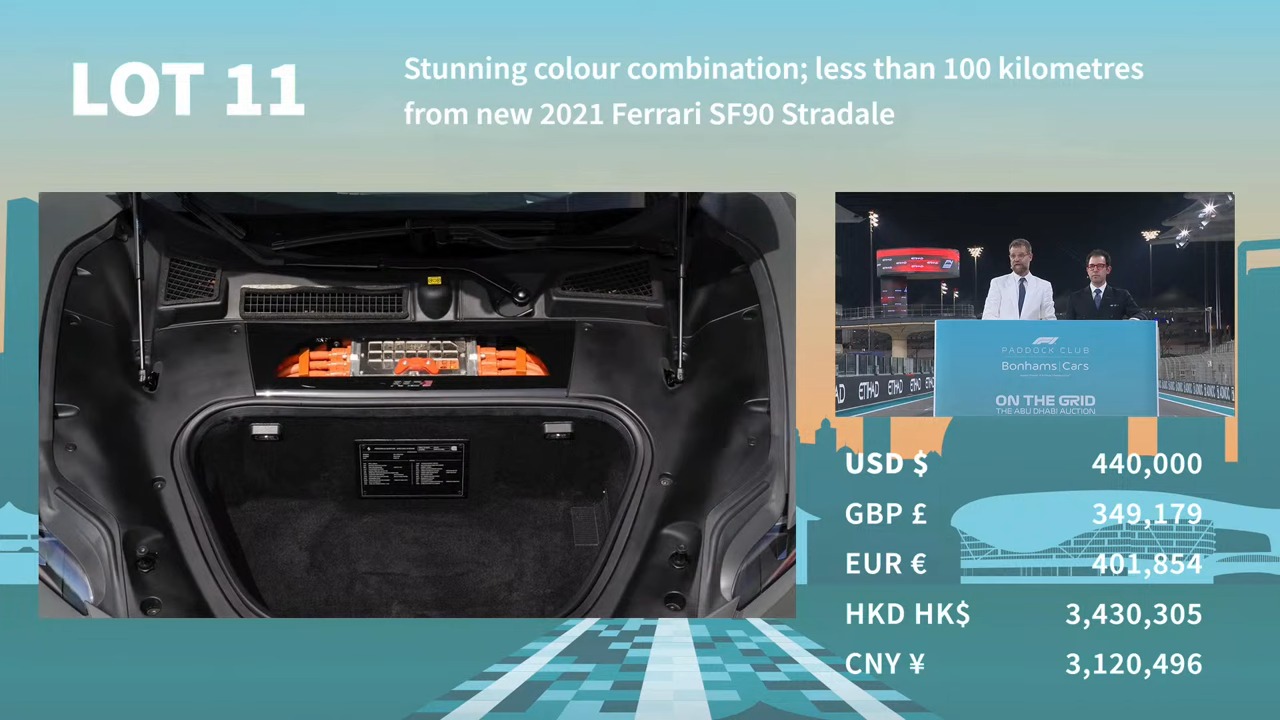 LOT 11
Stunning colour combination; less than 100 kilometres
from new 2021 Ferrari SF90 Stradale
ETIHAD
ETIHAD
PADDOCK CLUB
Bonhams|Cars
ON THE GRID
THE ABU DHABI AUCTION
USD $ 440,000
GBP £ 349,179
EUR € 401,854
HKD HK$ 3,430,305
CNY ¥ 3,120,496